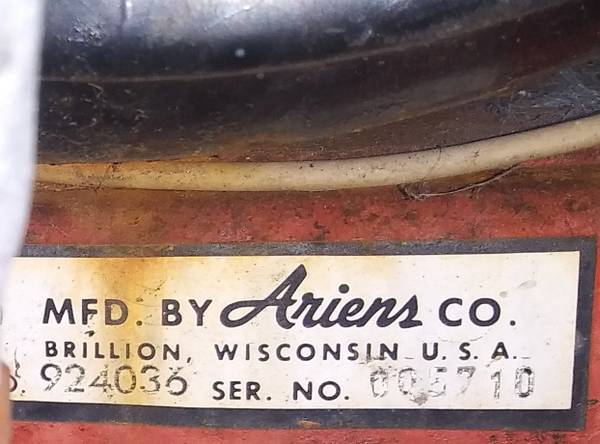 MFD. BY Ariens CO.
BRILLION, WISCONSIN U.S.A.
924036 SER. NO. 005710